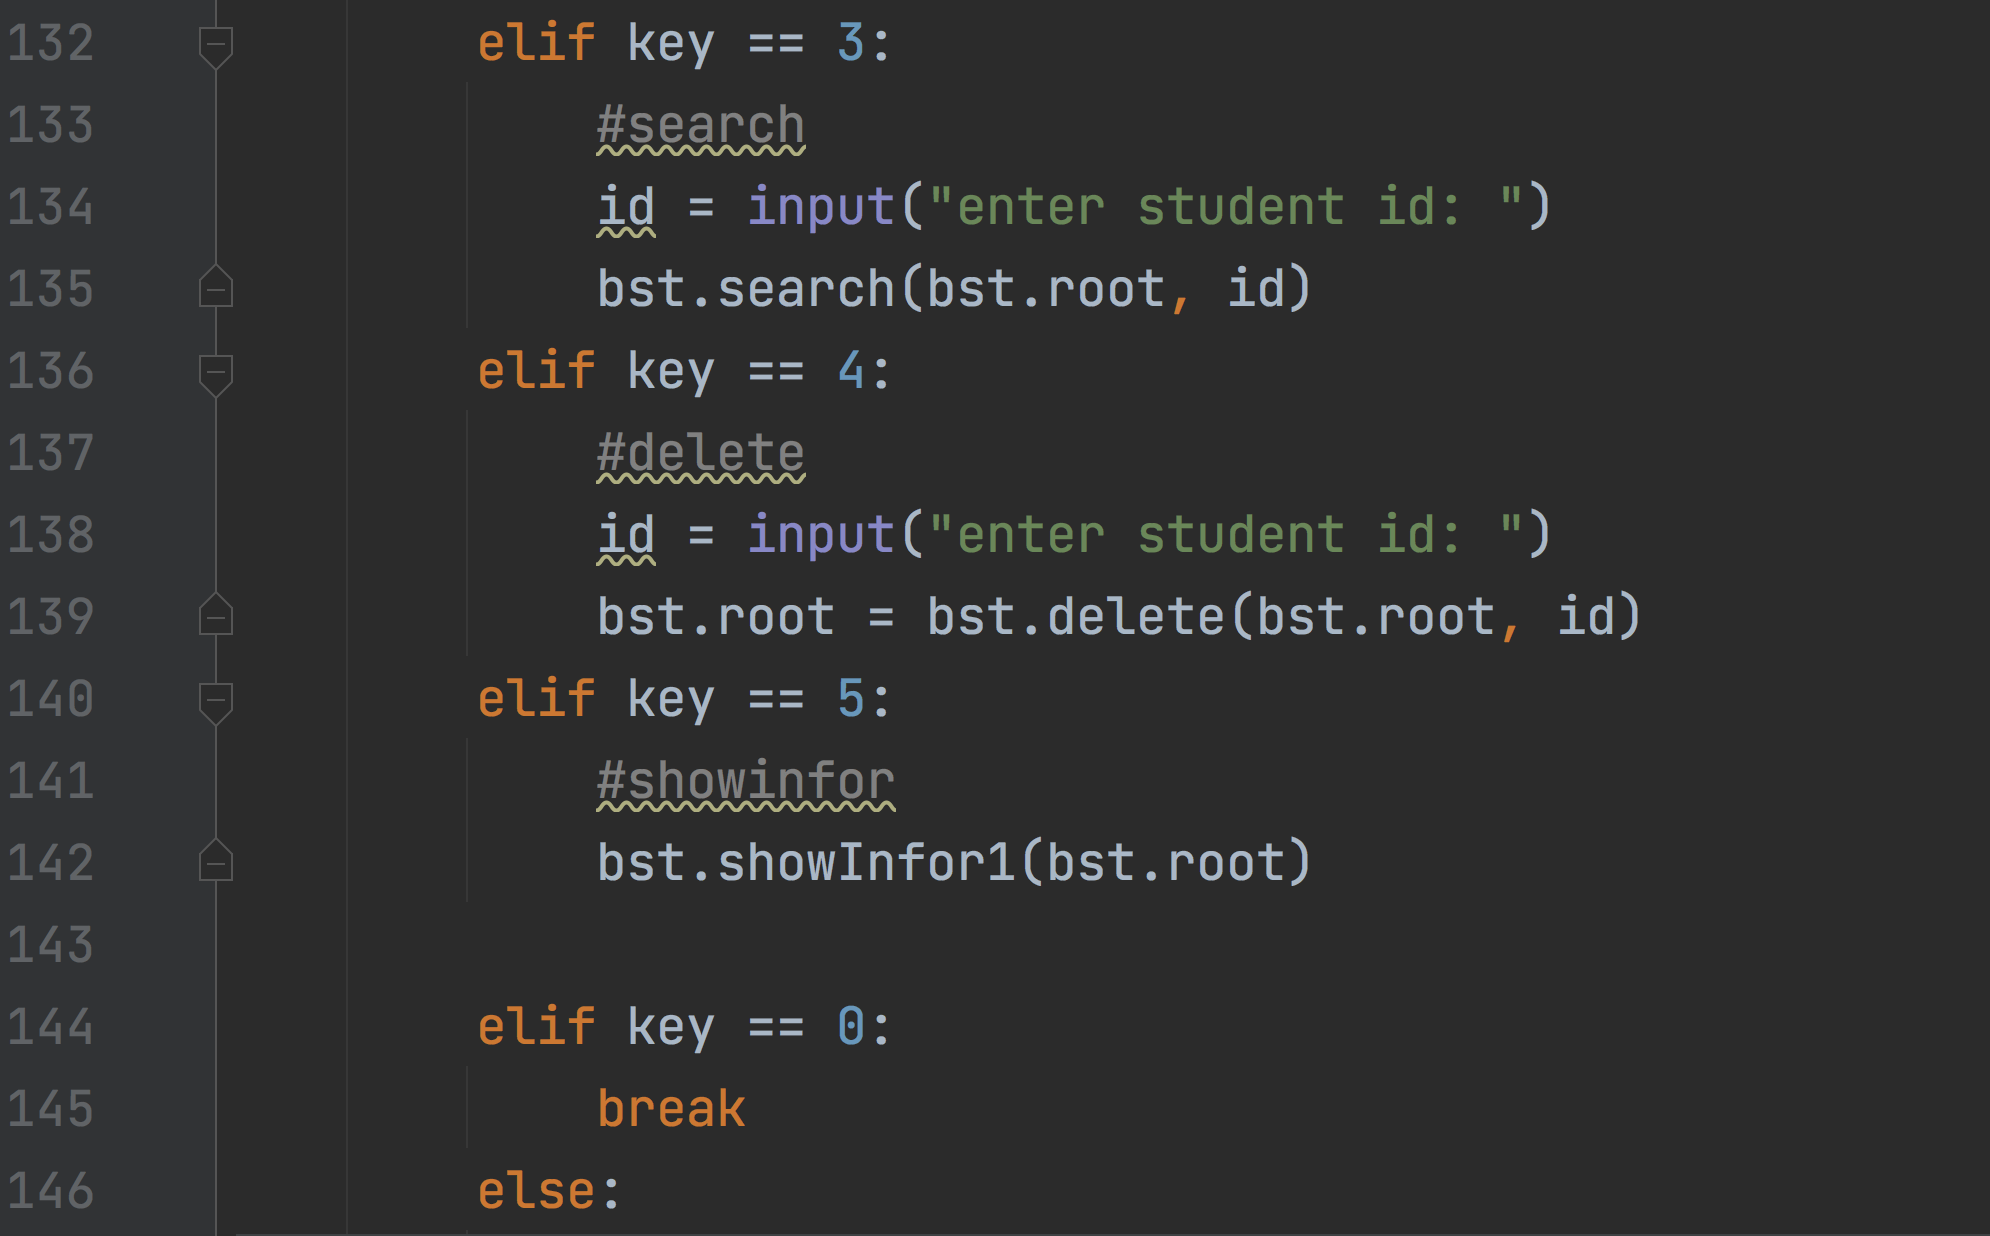 132 elif key == 3:
133 #search
134 id = input("enter student id: ")
135 bst.search(bst.root, id)
136 elif key == 4:
137 #delete
138 id = input("enter student id: ")
139 bst.root = bst.delete(bst.root, id)
140 elif key == 5:
141 #showinfor
142 bst.showInfor1(bst.root)
143
144 elif key == 0:
145 break
146 else: